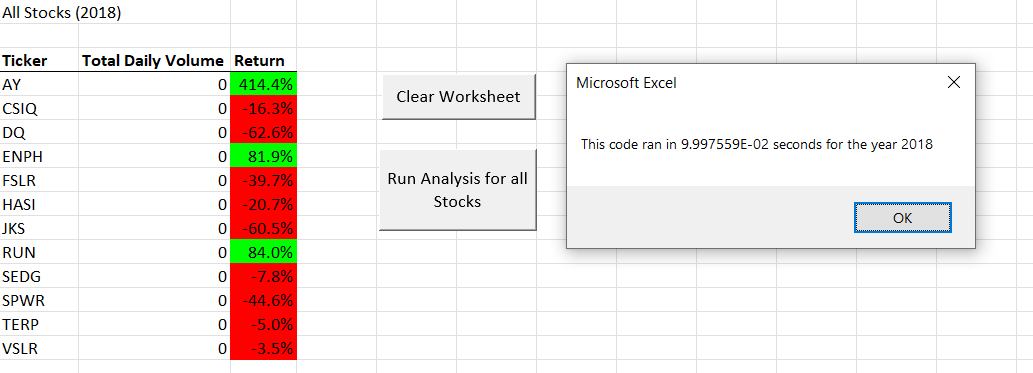 All Stocks (2018)
Ticker Total Daily Volume Return
AY 0 414.4%
CSIQ 0 -16.3%
DQ 0 -62.6%
ENPH 0 81.9%
FSLR 0 -39.7%
HASI 0 -20.7%
JKS 0 -60.5%
RUN 0 84.0%
SEDG 0 -7.8%
SPWR 0 -44.6%
TERP 0 -5.0%
VSLR 0 -3.5%
Clear Worksheet
Run Analysis for all
Stocks
Microsoft Excel
This code ran in 9.997559E-02 seconds for the year 2018
OK